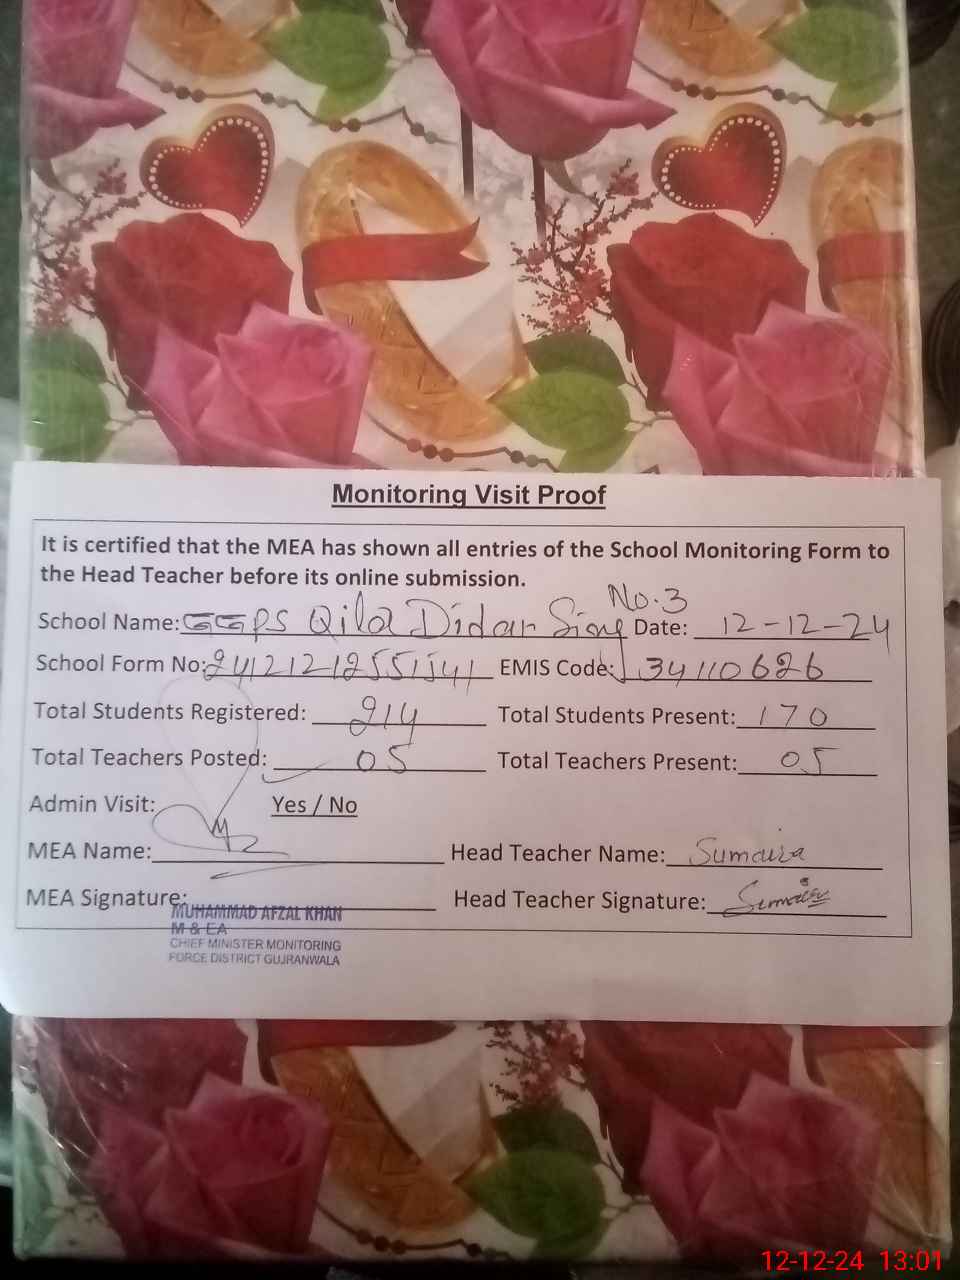 Monitoring Visit Proof
It is certified that the MEA has shown all entries of the School Monitoring Form to
the Head Teacher before its online submission.
No.3
School Name: GGPS Qila Didar Sing Date: 12-12-24
School Form No: EMIS Code: 34110626
Total Students Registered: 214 Total Students Present: 170
Total Teachers Posted: 05 Total Teachers Present: 05
Admin Visit: Yes / No
MEA Name: Head Teacher Name: Sumaira
MEA Signature: Head Teacher Signature: Sumaira
MUHAMMAD AFZAL KHAN
M & EA
CHIEF MINISTER MONITORING
FORCE DISTRICT GUJRANWALA
12-12-24 13:01